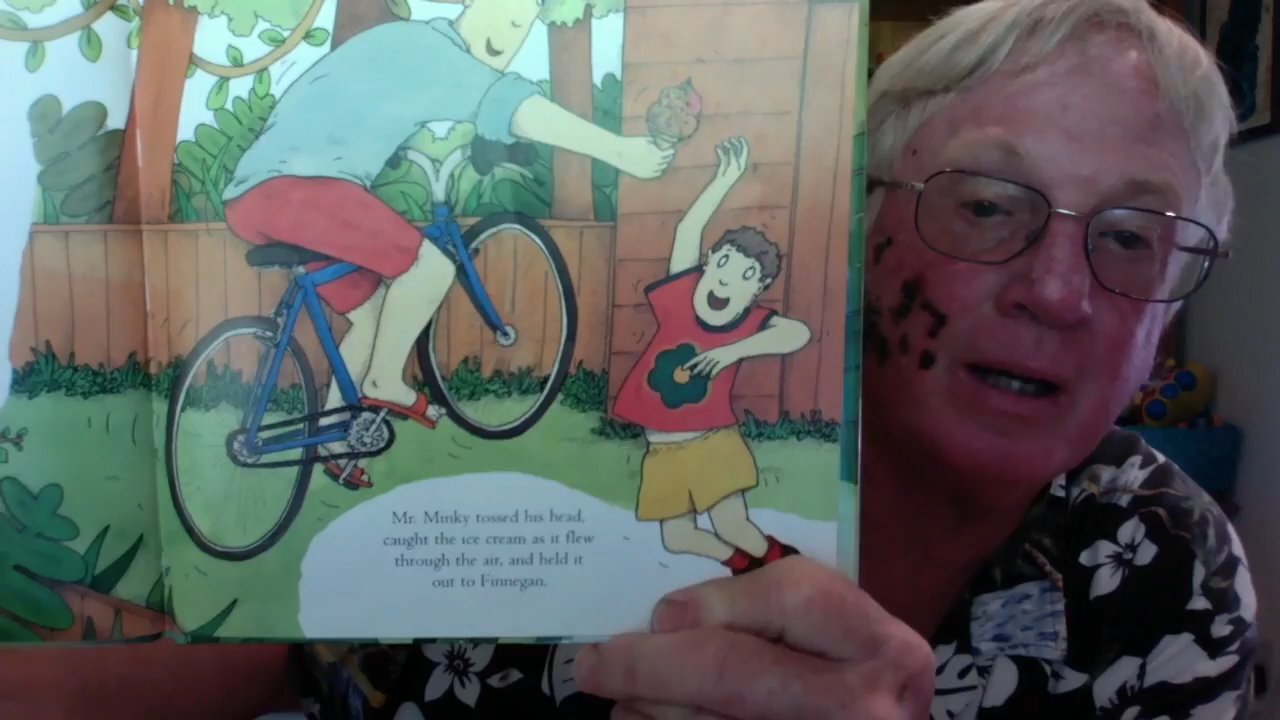 Mr. Minky tossed his head,
caught the ice cream as it flew
through the air, and held it
out to Finnegan.